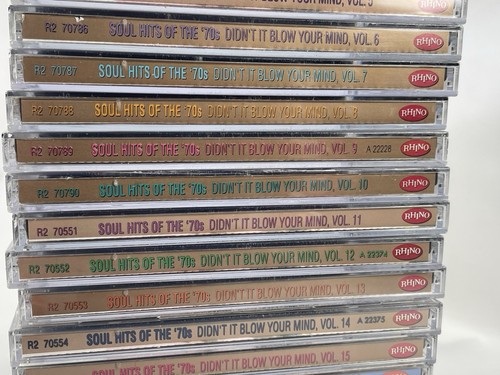 VOL. 5
R2 70786 SOUL HITS OF THE '70s DIDN'T IT BLOW YOUR MIND, VOL. 6 RHINO
R2 70787 SOUL HITS OF THE '70s DIDN'T IT BLOW YOUR MIND, VOL. 7 RHINO
R2 70788 SOUL HITS OF THE '70s DIDN'T IT BLOW YOUR MIND, VOL. 8 RHINO
R2 70789 SOUL HITS OF THE '70s DIDN'T IT BLOW YOUR MIND, VOL. 9 A 22228 RHINO
R2 70790 SOUL HITS OF THE '70s DIDN'T IT BLOW YOUR MIND, VOL. 10 RHINO
R2 70551 SOUL HITS OF THE '70s DIDN'T IT BLOW YOUR MIND, VOL. 11 RHINO
R2 70552 SOUL HITS OF THE '70s DIDN'T IT BLOW YOUR MIND, VOL. 12 A 22374 RHINO
R2 70553 SOUL HITS OF THE '70s DIDN'T IT BLOW YOUR MIND, VOL. 13 RHINO
R2 70554 SOUL HITS OF THE '70s DIDN'T IT BLOW YOUR MIND, VOL. 14 A 22375 RHINO
SOUL HITS OF THE '70s DIDN'T IT BLOW YOUR MIND, VOL. 15 RHINO